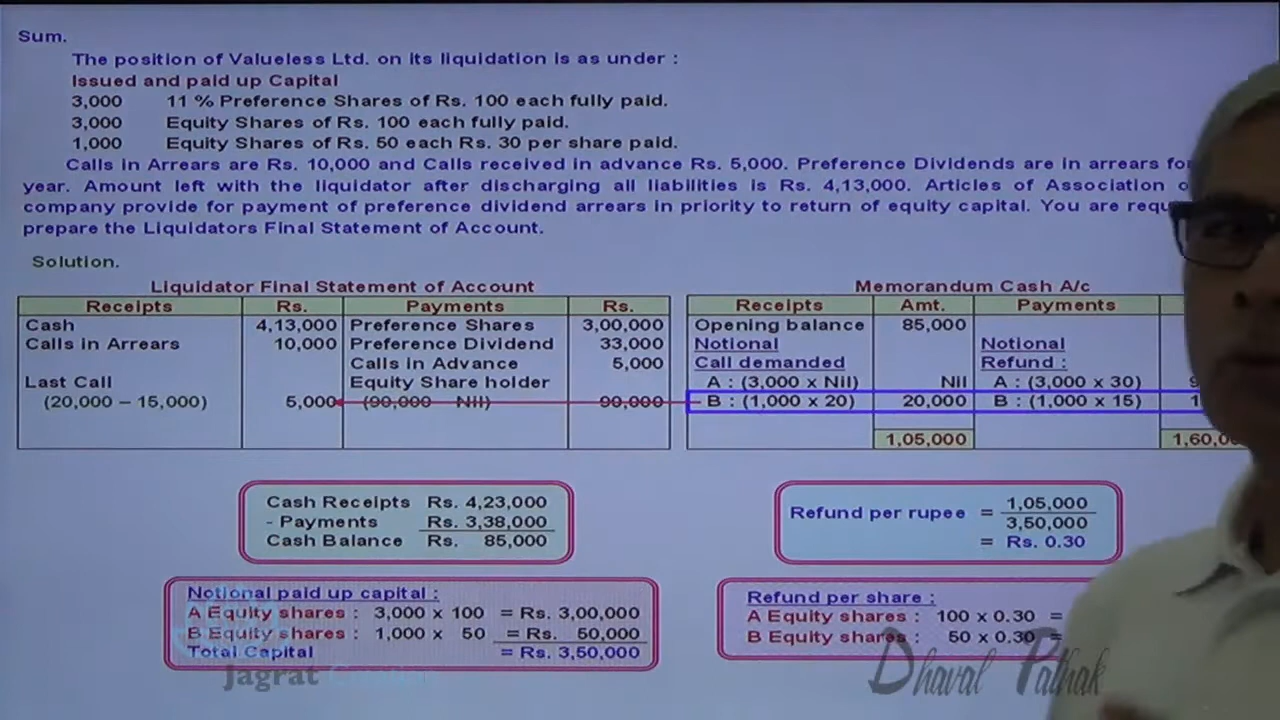 Sum.
The position of Valueless Ltd. on its liquidation is as under :
Issued and paid up Capital
3,000 11 % Preference Shares of Rs. 100 each fully paid.
3,000 Equity Shares of Rs. 100 each fully paid.
1,000 Equity Shares of Rs. 50 each Rs. 30 per share paid.
Calls in Arrears are Rs. 10,000 and Calls received in advance Rs. 5,000. Preference Dividends are in arrears for
year. Amount left with the liquidator after discharging all liabilities is Rs. 4,13,000. Articles of Association
company provide for payment of preference dividend arrears in priority to return of equity capital. You are
prepare the Liquidators Final Statement of Account.
Solution.
Liquidator Final Statement of Account
Receipts Rs. Payments Rs.
Cash 4,13,000 Preference Shares 3,00,000
Calls in Arrears 10,000 Preference Dividend 33,000
Calls in Advance 5,000
Last Call Equity Share holder
(20,000 – 15,000) 5,000 (90,000 – Nil) 90,000
Memorandum Cash A/c
Receipts Amt. Payments
Opening balance 85,000
Notional Notional
Call demanded Refund :
A : (3,000 x Nil) Nil A : (3,000 x 30)
B : (1,000 x 20) 20,000 B : (1,000 x 15)
1,05,000 1,60,0
Cash Receipts Rs. 4,23,000
- Payments Rs. 3,38,000
Cash Balance Rs. 85,000
Refund per rupee = 1,05,000
3,50,000
= Rs. 0.30
Notional paid up capital :
A Equity shares : 3,000 x 100 = Rs. 3,00,000
B Equity shares : 1,000 x 50 = Rs. 50,000
Total Capital = Rs. 3,50,000
Refund per share :
A Equity shares : 100 x 0.30 =
B Equity shares : 50 x 0.30 =
Jagrat
Dhaval Pathak